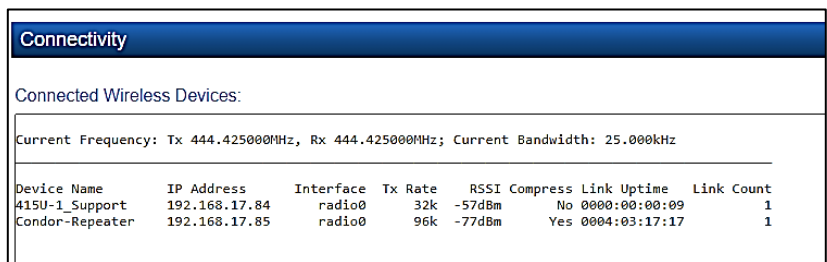 Connectivity
Connected Wireless Devices:
Current Frequency: Tx 444.425000MHz, Rx 444.425000MHz; Current Bandwidth: 25.000kHz
Device Name IP Address Interface Tx Rate RSSI Compress Link Uptime Link Count
415U-1_Support 192.168.17.84 radio0 32k -57dBm No 0000:00:00:09 1
Condor-Repeater 192.168.17.85 radio0 96k -77dBm Yes 0004:03:17:17 1